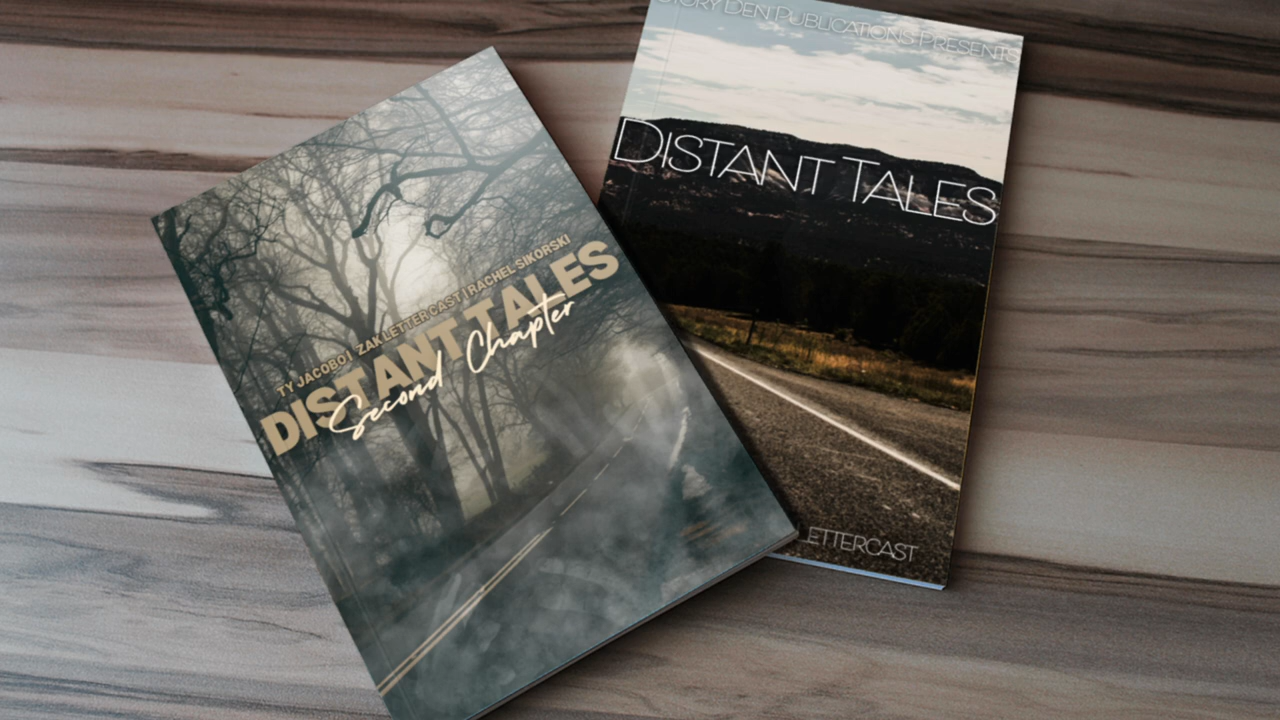 TY JACOBO | ZAK LETTER CAST | RACHEL SIKORSKI
DISTANT TALES
Second Chapter
STORY DEN PUBLICATIONS PRESENTS
DISTANT TALES
LETTERCAST